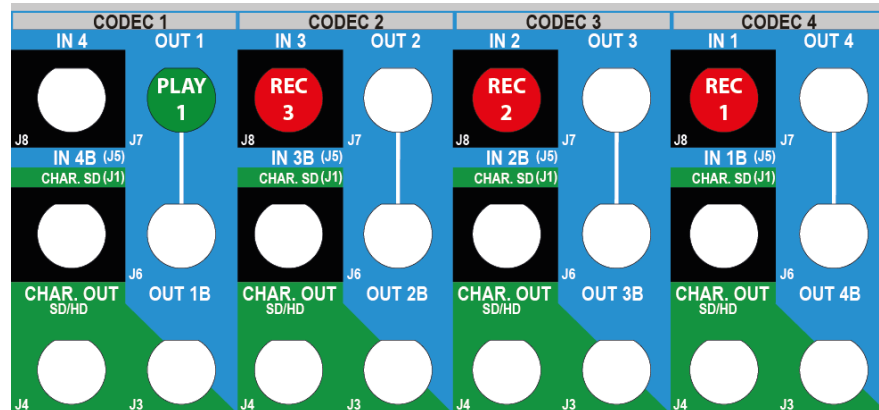 CODEC 1 CODEC 2 CODEC 3 CODEC 4
IN 4 OUT 1 IN 3 OUT 2 IN 2 OUT 3 IN 1 OUT 4
PLAY REC REC REC
1 3 2 1
J8 J7 J8 J7 J8 J7 J8 J7
IN 4B (J5) IN 3B (J5) IN 2B (J5) IN 1B (J5)
CHAR. SD (J1) CHAR. SD (J1) CHAR. SD (J1) CHAR. SD (J1)
J6 J6 J6 J6
CHAR. OUT OUT 1B CHAR. OUT OUT 2B CHAR. OUT OUT 3B CHAR. OUT OUT 4B
SD/HD SD/HD SD/HD SD/HD
J4 J3 J4 J3 J4 J3 J4 J3